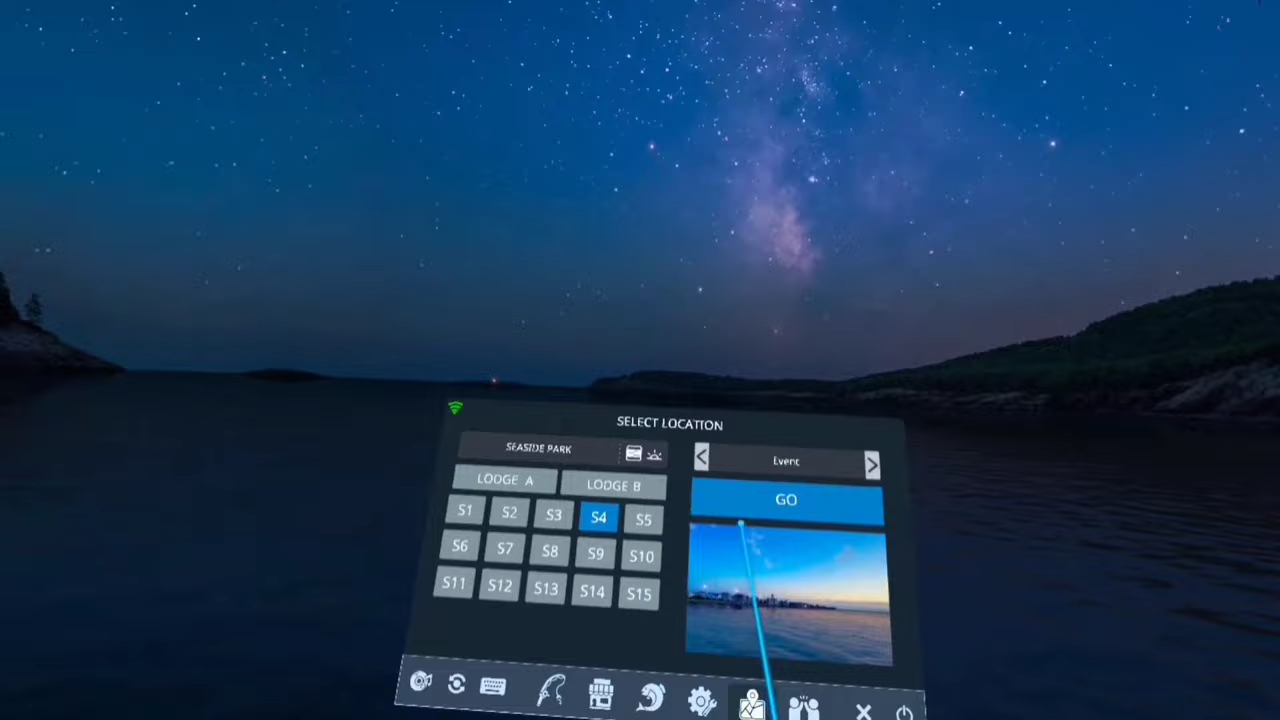 SELECT LOCATION
SEASIDE PARK
< Event >
LODGE A LODGE B
GO
S1 S2 S3 S4 S5
S6 S7 S8 S9 S10
S11 S12 S13 S14 S15